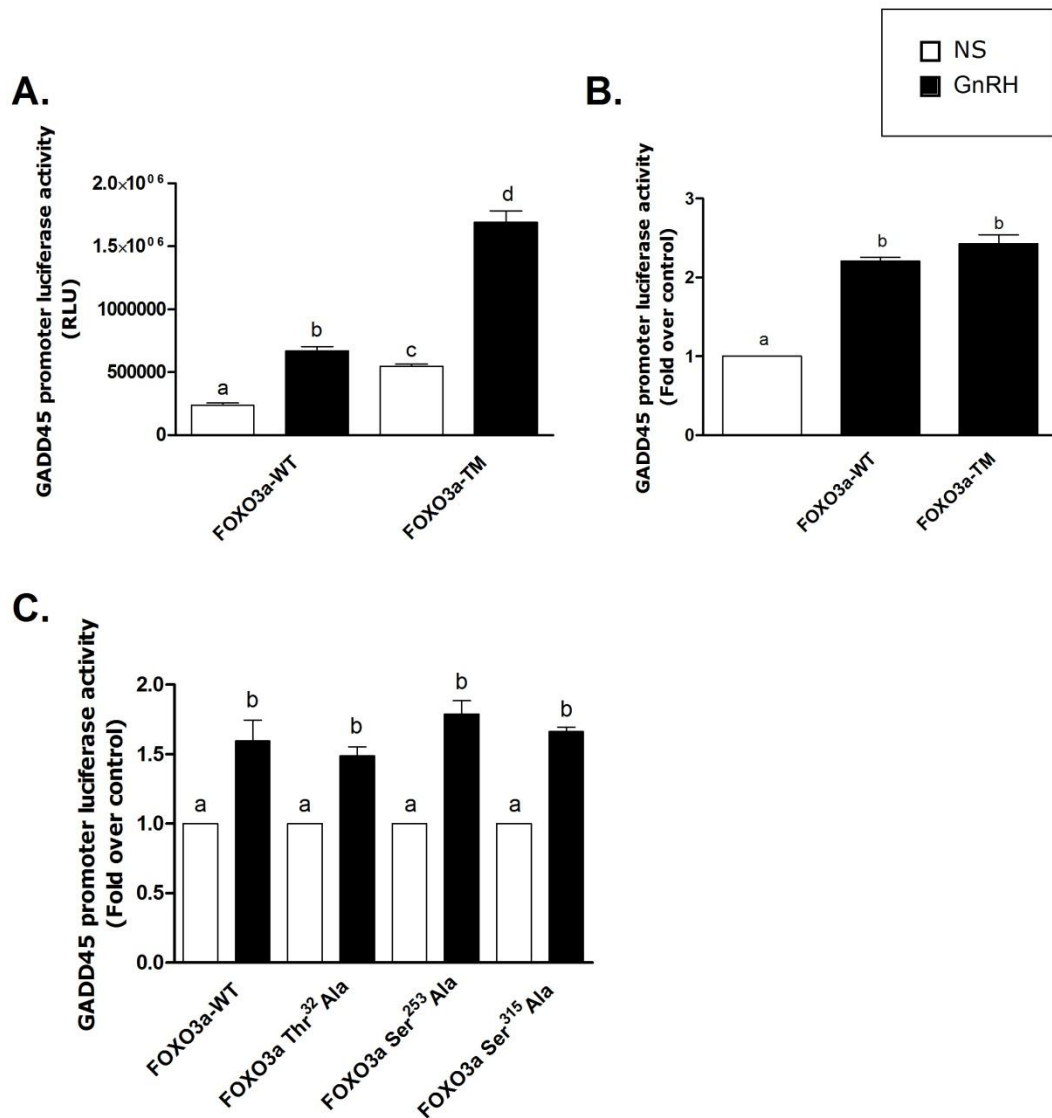 NS
GnRH
A.
GADD45 promoter luciferase activity
(RLU)
2.0×10⁰⁶
1.5×10⁰⁶
1000000
500000
0
a
b
c
d
FOXO3a-WT
FOXO3a-TM
B.
GADD45 promoter luciferase activity
(Fold over control)
3
2
1
0
a
b
b
FOXO3a-WT
FOXO3a-TM
C.
GADD45 promoter luciferase activity
(Fold over control)
2.0
1.5
1.0
0.5
0.0
a
b
a
b
a
b
a
b
FOXO3a-WT
FOXO3a Thr³² Ala
FOXO3a Ser²⁵³ Ala
FOXO3a Ser³¹⁵ Ala